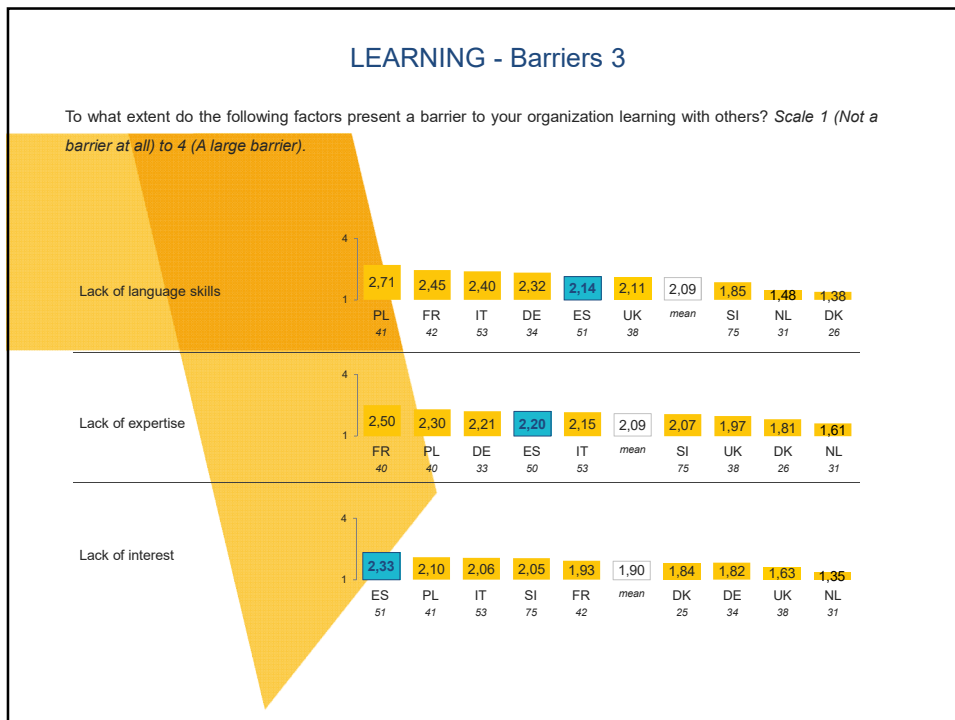 LEARNING - Barriers 3
To what extent do the following factors present a barrier to your organization learning with others? Scale 1 (Not a
barrier at all) to 4 (A large barrier).
4
Lack of language skills
1
2,71 2,45 2,40 2,32 2,14 2,11 2,09 1,85 1,48 1,38
PL FR IT DE ES UK mean SI NL DK
41 42 53 34 51 38 75 31 26
4
Lack of expertise
1
2,50 2,30 2,21 2,20 2,15 2,09 2,07 1,97 1,81 1,61
FR PL DE ES IT mean SI UK DK NL
40 40 33 50 53 75 38 26 31
4
Lack of interest
1
2,33 2,10 2,06 2,05 1,93 1,90 1,84 1,82 1,63 1,35
ES PL IT SI FR mean DK DE UK NL
51 41 53 75 42 25 34 38 31